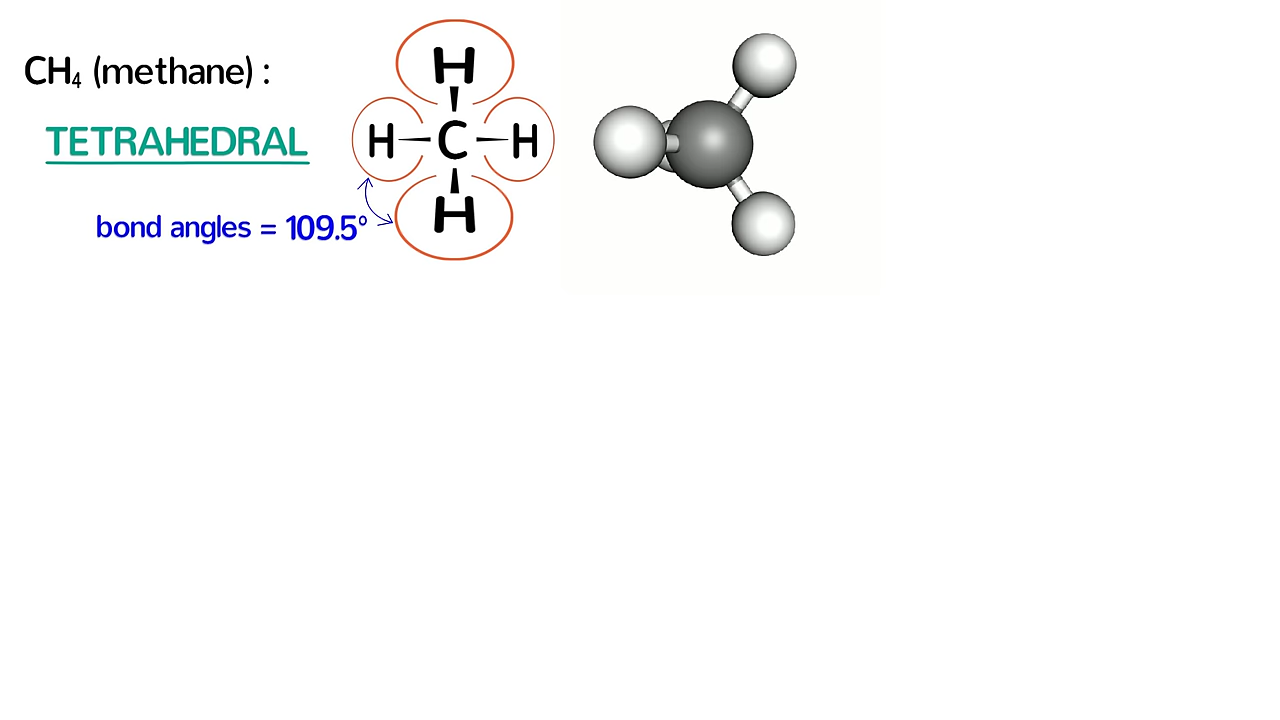 CH₄ (methane) :
TETRAHEDRAL
bond angles = 109.5°
H
H C H
H